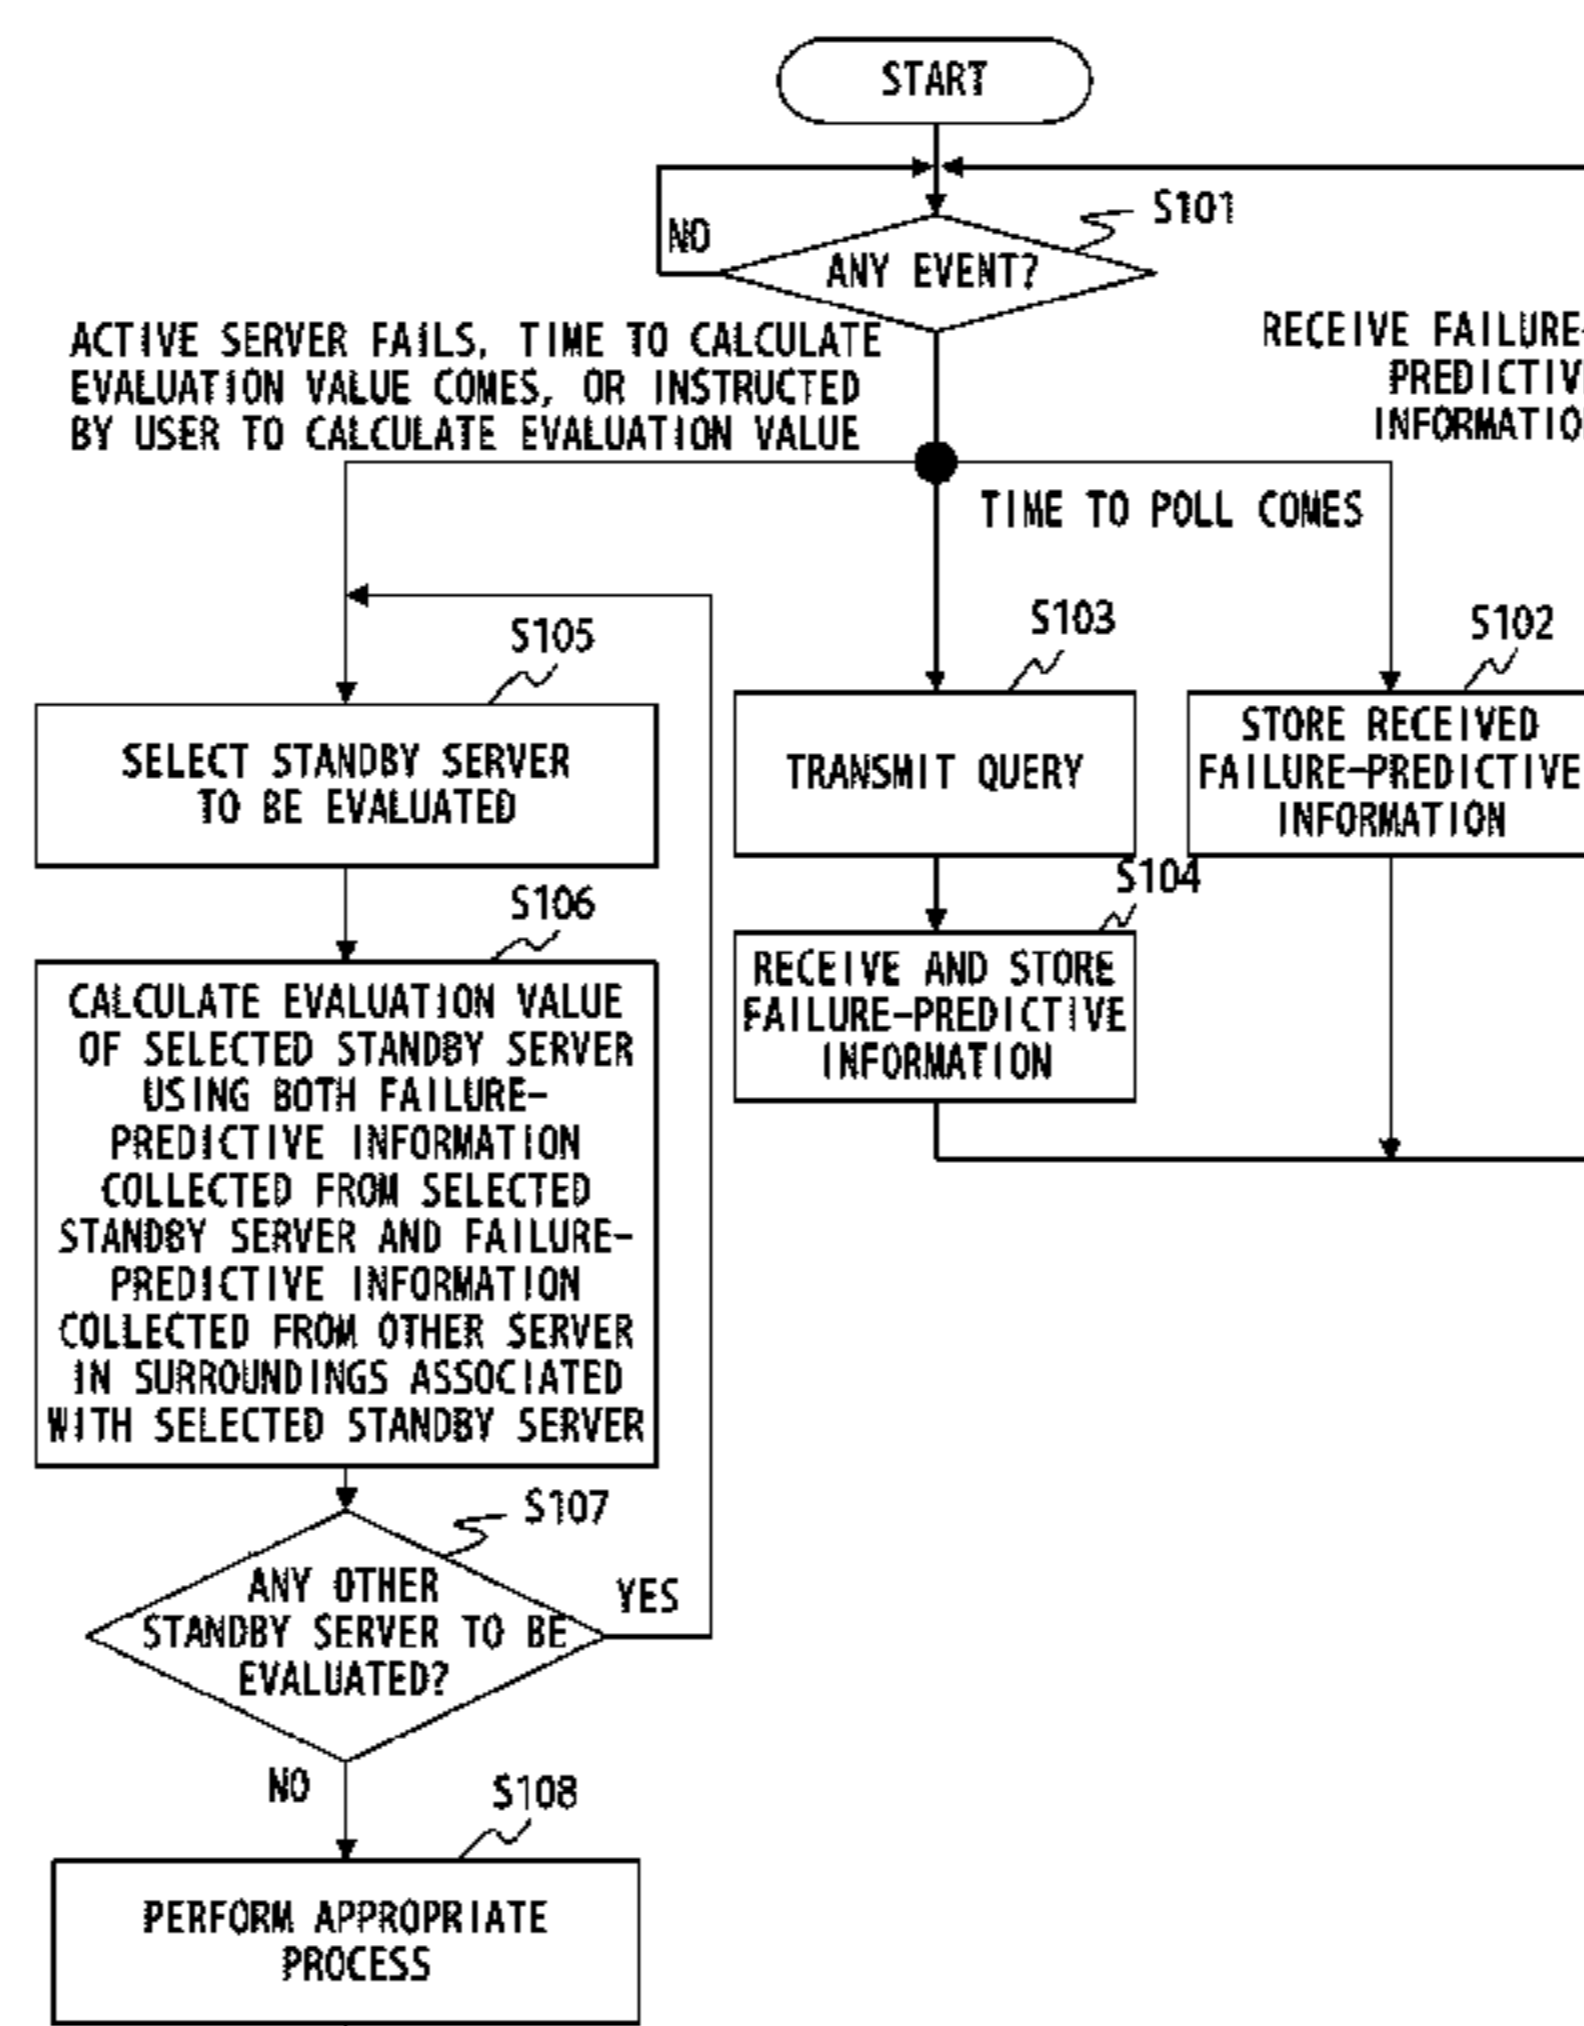 START
S101
NO
ANY EVENT?
ACTIVE SERVER FAILS, TIME TO CALCULATE
EVALUATION VALUE COMES, OR INSTRUCTED
BY USER TO CALCULATE EVALUATION VALUE
RECEIVE FAILURE-
PREDICTIV
INFORMATIO
TIME TO POLL COMES
S105
SELECT STANDBY SERVER
TO BE EVALUATED
S103
TRANSMIT QUERY
S102
STORE RECEIVED
FAILURE-PREDICTIVE
INFORMATION
S104
RECEIVE AND STORE
FAILURE-PREDICTIVE
INFORMATION
S106
CALCULATE EVALUATION VALUE
OF SELECTED STANDBY SERVER
USING BOTH FAILURE-
PREDICTIVE INFORMATION
COLLECTED FROM SELECTED
STANDBY SERVER AND FAILURE-
PREDICTIVE INFORMATION
COLLECTED FROM OTHER SERVER
IN SURROUNDINGS ASSOCIATED
WITH SELECTED STANDBY SERVER
S107
ANY OTHER
STANDBY SERVER TO BE
EVALUATED?
YES
NO
S108
PERFORM APPROPRIATE
PROCESS